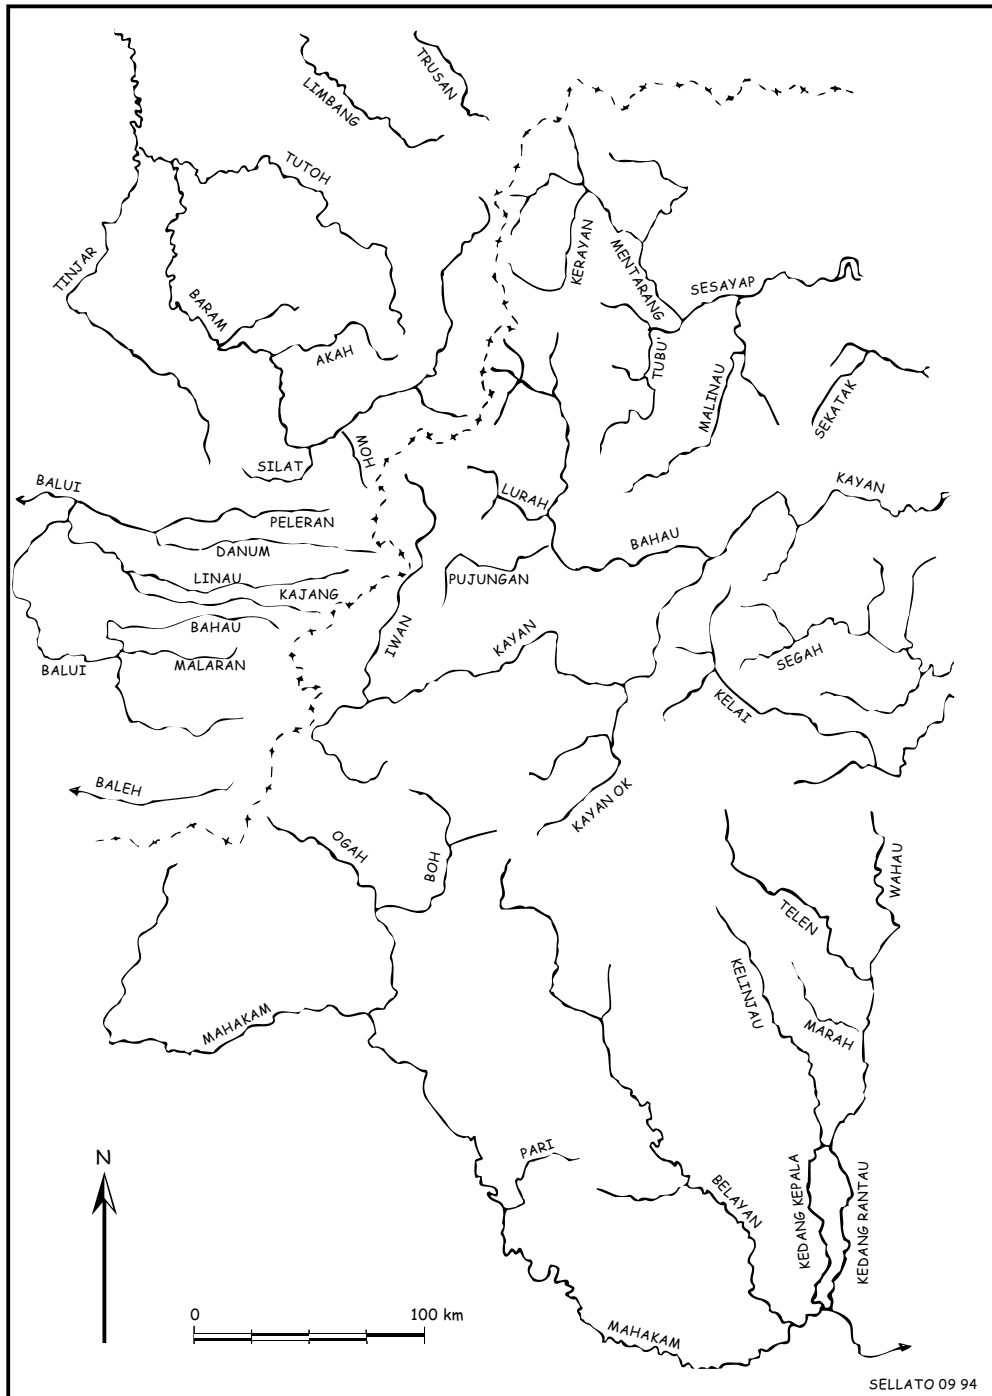 TRUSAN
LIMBANG
TUTOH
KERAYAN
MENTARANG
TINJAR
SESAYAP
BARAM
AKAH
TUBU'
MALINAU
SEKATAK
MOH
SILAT
BALUI
KAYAN
LURAH
PELERAN
BAHAU
DANUM
LINAU
PUJUNGAN
KAJANG
BAHAU
IWAN
KAYAN
SEGAH
BALUI
MALARAN
KELAI
BALEH
KAYAN OK
OGAH
BOH
WAHAU
TELEN
KELINJAU
MAHAKAM
MARAH
PARI
N
BELAYAN
KEDANG KEPALA
KEDANG RANTAU
0 100 km
MAHAKAM
SELLATO 09 94